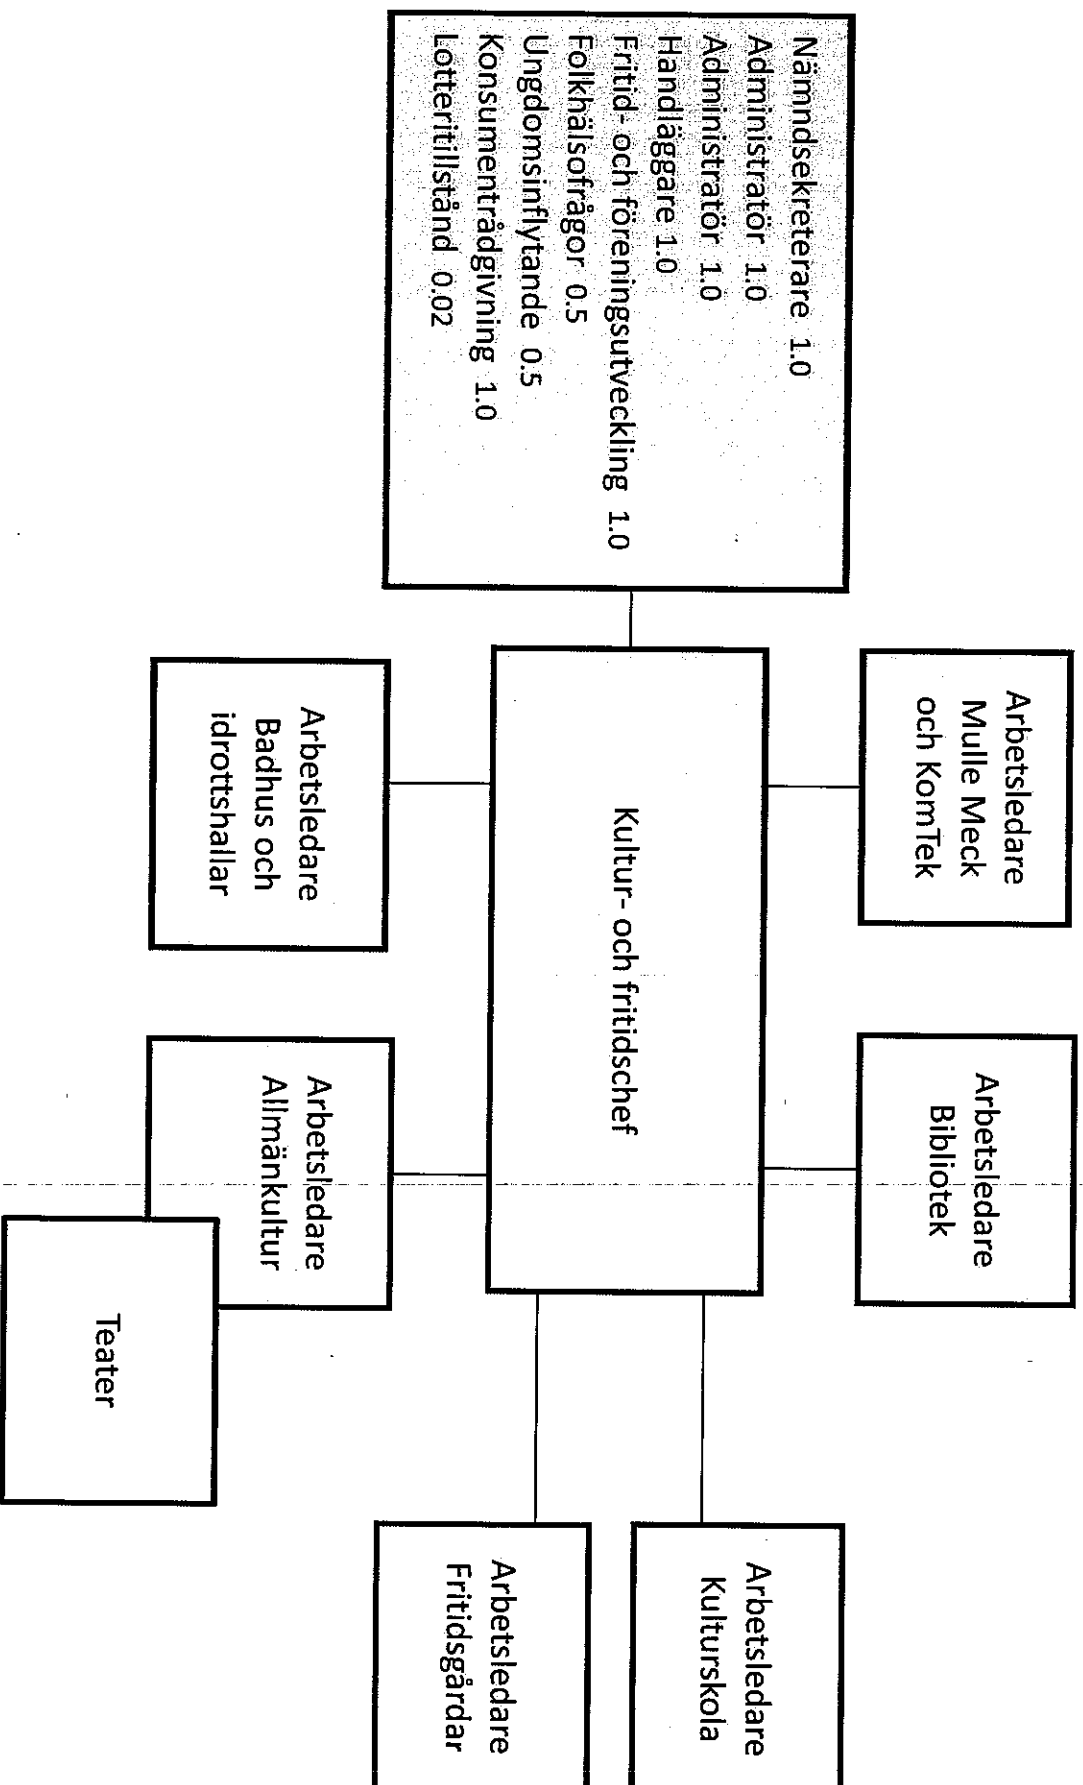 Nämndsekreterare 1.0
Administratör 1.0
Administratör 1.0
Handläggare 1.0
Fritid- och föreningsutveckling 1.0
Folkhälsofrågor 0.5
Ungdomsinflytande 0.5
Konsumentrådgivning 1.0
Lotteritillstånd 0.02
Arbetsledare
Mulle Meck
och KomTek
Arbetsledare
Bibliotek
Kultur- och fritidschef
Arbetsledare
Kulturskola
Arbetsledare
Fritidsgårdar
Arbetsledare
Badhus och
idrottshallar
Arbetsledare
Allmänkultur
Teater